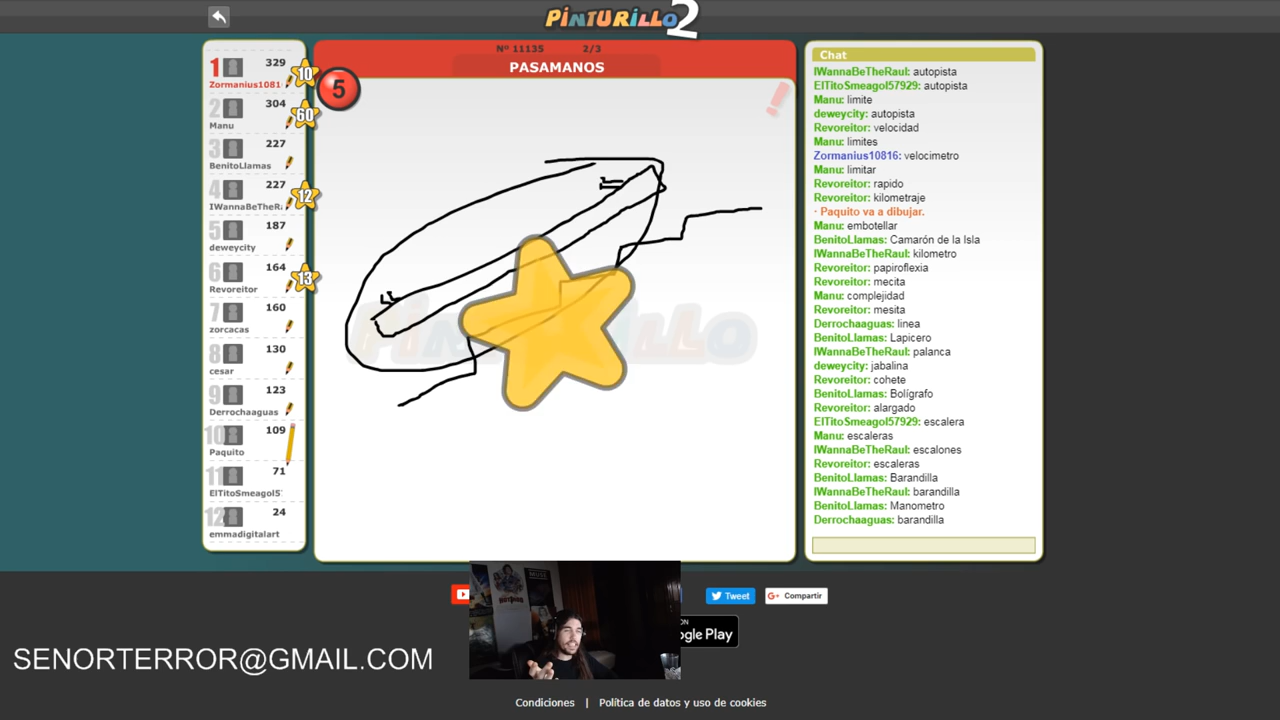 PINTURILLO 2
Nº 11135 2/3
PASAMANOS
5
1 329
Zormanius1081
10
2 304
Manu
60
3 227
BenitoLlamas
4 227
IWannaBeTheRa
12
5 187
deweycity
6 164
Revoreitor
13
7 160
zorcacas
8 130
cesar
9 123
Derrochaaguas
10 109
Paquito
11 71
ElTitoSmeagol57
12 24
emmadigitalart
Chat
IWannaBeTheRaul: autopista
ElTitoSmeagol57929: autopista
Manu: limite
deweycity: autopista
Revoreitor: velocidad
Manu: limites
Zormanius10816: velocimetro
Manu: limitar
Revoreitor: rapido
Revoreitor: kilometraje
· Paquito va a dibujar.
Manu: embotellar
BenitoLlamas: Camarón de la Isla
IWannaBeTheRaul: kilometro
Revoreitor: papiroflexia
Revoreitor: mecita
Manu: complejidad
Revoreitor: mesita
Derrochaaguas: linea
BenitoLlamas: Lapicero
IWannaBeTheRaul: palanca
deweycity: jabalina
Revoreitor: cohete
BenitoLlamas: Bolígrafo
Revoreitor: alargado
ElTitoSmeagol57929: escalera
Manu: escaleras
IWannaBeTheRaul: escalones
Revoreitor: escaleras
BenitoLlamas: Barandilla
IWannaBeTheRaul: barandilla
BenitoLlamas: Manometro
Derrochaaguas: barandilla
Tweet
G+ Compartir
ON
ogle Play
SENORTERROR@GMAIL.COM
Condiciones | Política de datos y uso de cookies